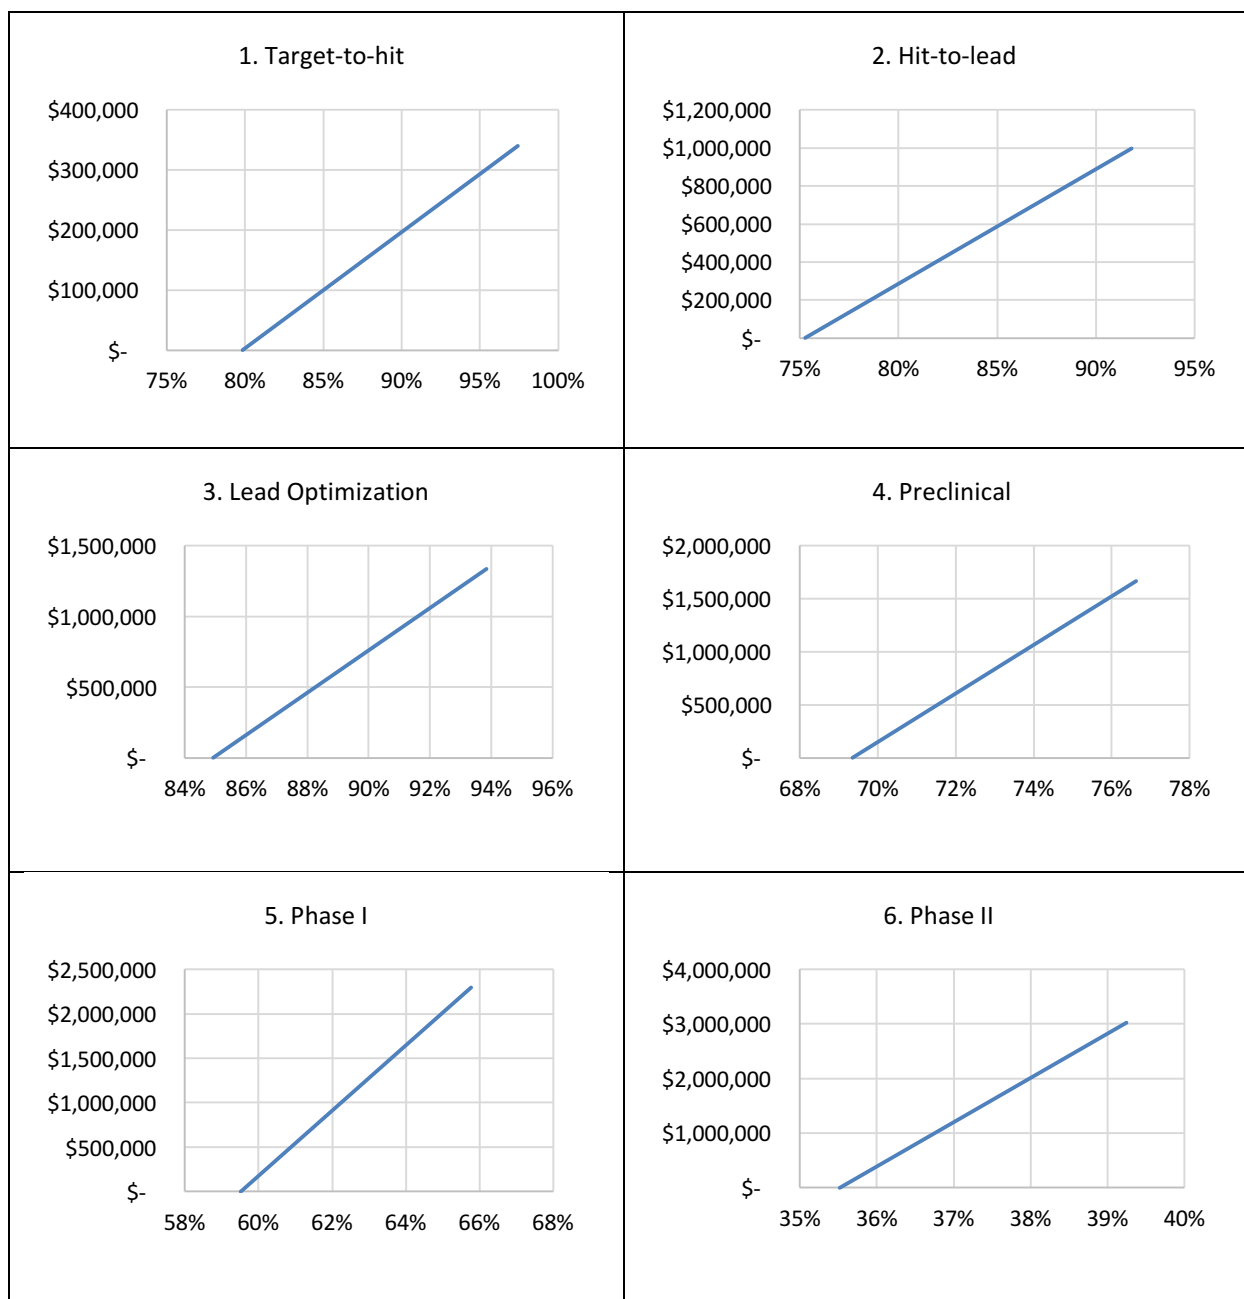 1. Target-to-hit
$400,000
$300,000
$200,000
$100,000
$-
75% 80% 85% 90% 95% 100%
2. Hit-to-lead
$1,200,000
$1,000,000
$800,000
$600,000
$400,000
$200,000
$-
75% 80% 85% 90% 95%
3. Lead Optimization
$1,500,000
$1,000,000
$500,000
$-
84% 86% 88% 90% 92% 94% 96%
4. Preclinical
$2,000,000
$1,500,000
$1,000,000
$500,000
$-
68% 70% 72% 74% 76% 78%
5. Phase I
$2,500,000
$2,000,000
$1,500,000
$1,000,000
$500,000
$-
58% 60% 62% 64% 66% 68%
6. Phase II
$4,000,000
$3,000,000
$2,000,000
$1,000,000
$-
35% 36% 37% 38% 39% 40%